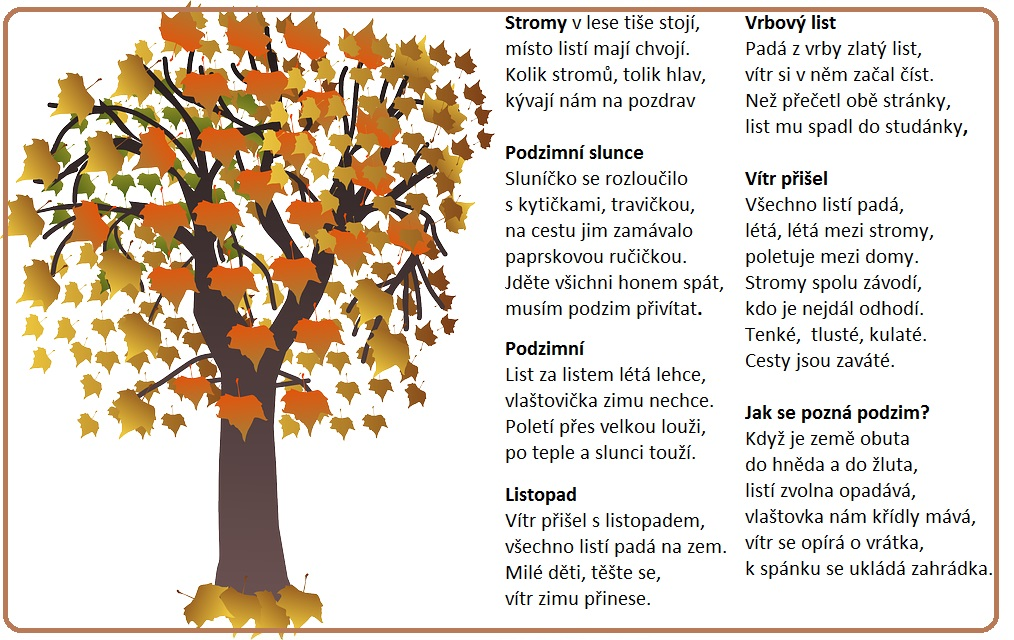 Stromy v lese tiše stojí,
místo listí mají chvojí.
Kolik stromů, tolik hlav,
kývají nám na pozdrav
Podzimní slunce
Sluníčko se rozloučilo
s kytičkami, travičkou,
na cestu jim zamávalo
paprskovou ručičkou.
Jděte všichni honem spát,
musím podzim přivítat.
Podzimní
List za listem létá lehce,
vlaštovička zimu nechce.
Poletí přes velkou louži,
po teple a slunci touží.
Listopad
Vítr přišel s listopadem,
všechno listí padá na zem.
Milé děti, těšte se,
vítr zimu přinese.
Vrbový list
Padá z vrby zlatý list,
vítr si v něm začal číst.
Než přečetl obě stránky,
list mu spadl do studánky,
Vítr přišel
Všechno listí padá,
létá, létá mezi stromy,
poletuje mezi domy.
Stromy spolu závodí,
kdo je nejdál odhodí.
Tenké, tlusté, kulaté.
Cesty jsou zaváté.
Jak se pozná podzim?
Když je země obuta
do hněda a do žluta,
listí zvolna opadává,
vlaštovka nám křídly mává,
vítr se opírá o vrátka,
k spánku se ukládá zahrádka.